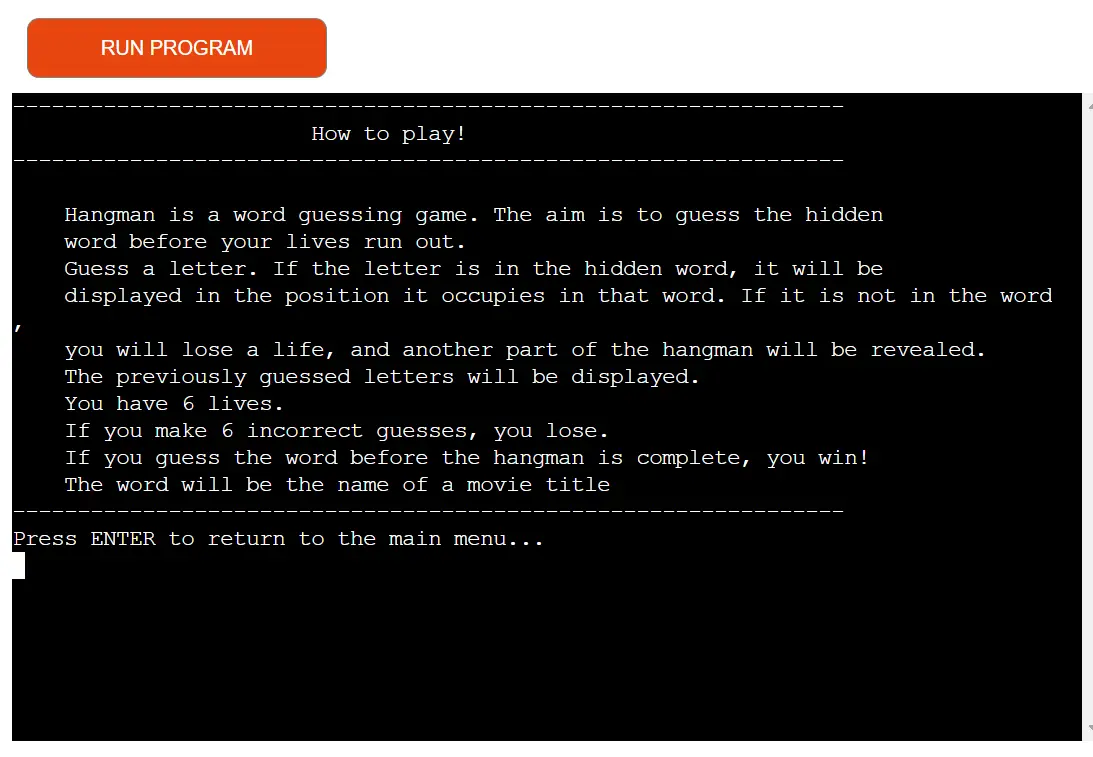 RUN PROGRAM
----------------------------------------------------------------
How to play!
----------------------------------------------------------------
Hangman is a word guessing game. The aim is to guess the hidden
word before your lives run out.
Guess a letter. If the letter is in the hidden word, it will be
displayed in the position it occupies in that word. If it is not in the word
,
you will lose a life, and another part of the hangman will be revealed.
The previously guessed letters will be displayed.
You have 6 lives.
If you make 6 incorrect guesses, you lose.
If you guess the word before the hangman is complete, you win!
The word will be the name of a movie title
----------------------------------------------------------------
Press ENTER to return to the main menu...